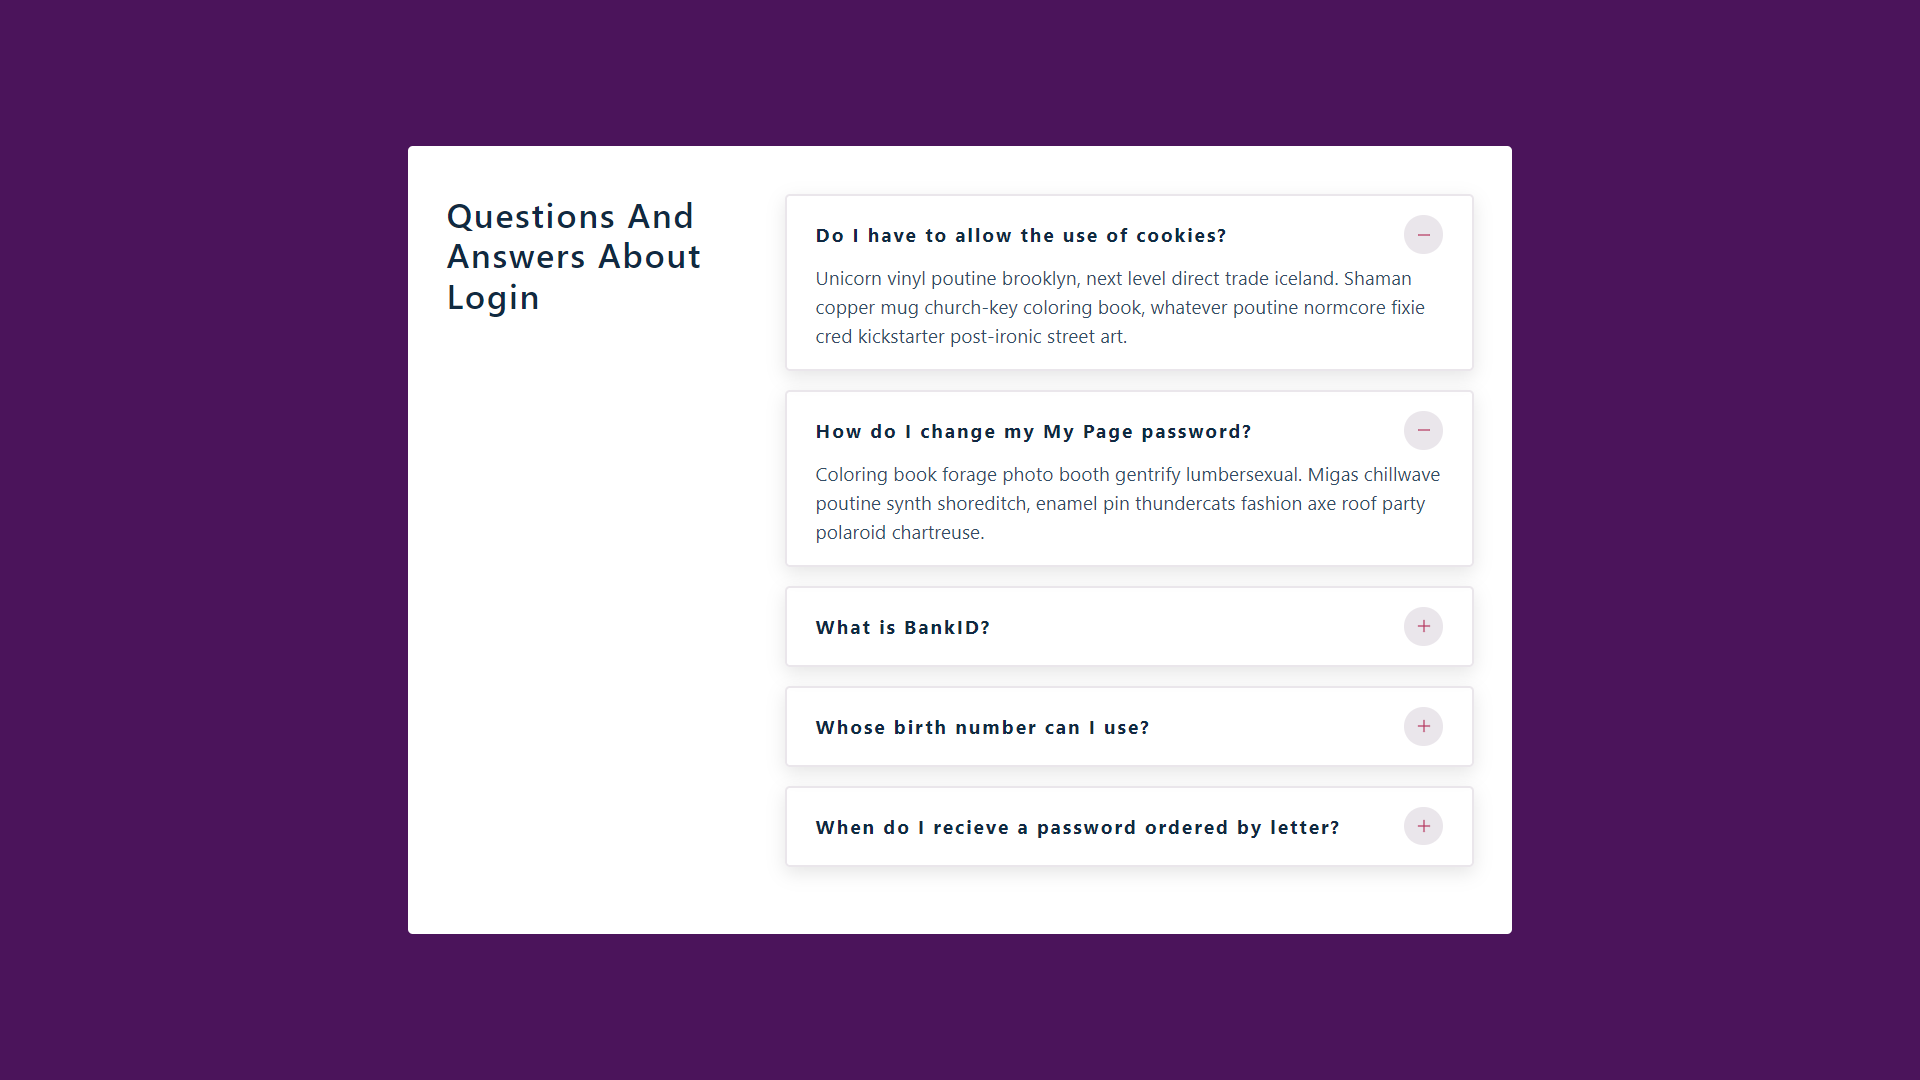 Questions And
Answers About
Login
Do I have to allow the use of cookies?
Unicorn vinyl poutine brooklyn, next level direct trade iceland. Shaman
copper mug church-key coloring book, whatever poutine normcore fixie
cred kickstarter post-ironic street art.
How do I change my My Page password?
Coloring book forage photo booth gentrify lumbersexual. Migas chillwave
poutine synth shoreditch, enamel pin thundercats fashion axe roof party
polaroid chartreuse.
What is BankID?
Whose birth number can I use?
When do I recieve a password ordered by letter?